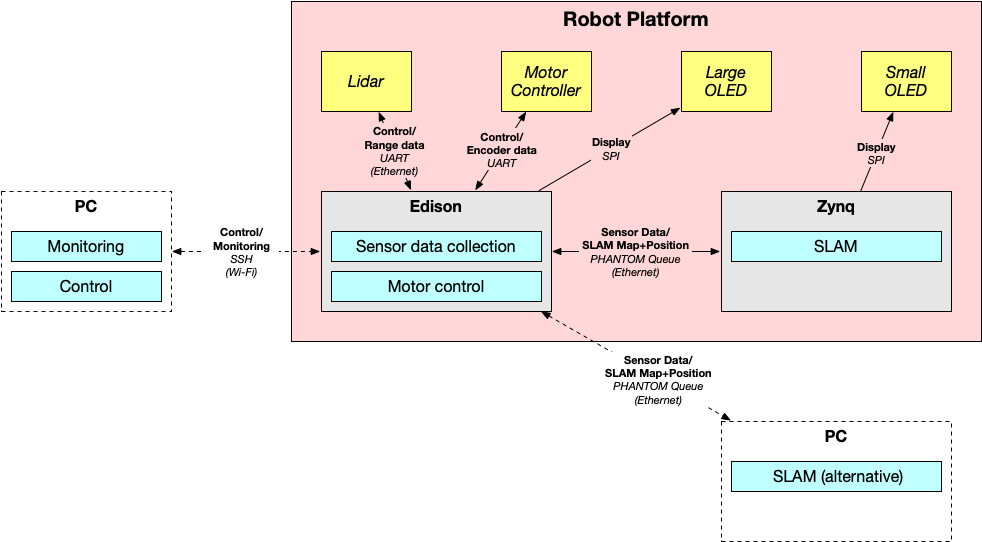 Robot Platform
Lidar
Motor
Controller
Large
OLED
Small
OLED
Control/
Range data
UART
(Ethernet)
Control/
Encoder data
UART
Display
SPI
Display
SPI
PC
Monitoring
Control
Control/
Monitoring
SSH
(Wi-Fi)
Edison
Sensor data collection
Motor control
Sensor Data/
SLAM Map+Position
PHANTOM Queue
(Ethernet)
Zynq
SLAM
Sensor Data/
SLAM Map+Position
PHANTOM Queue
(Ethernet)
PC
SLAM (alternative)